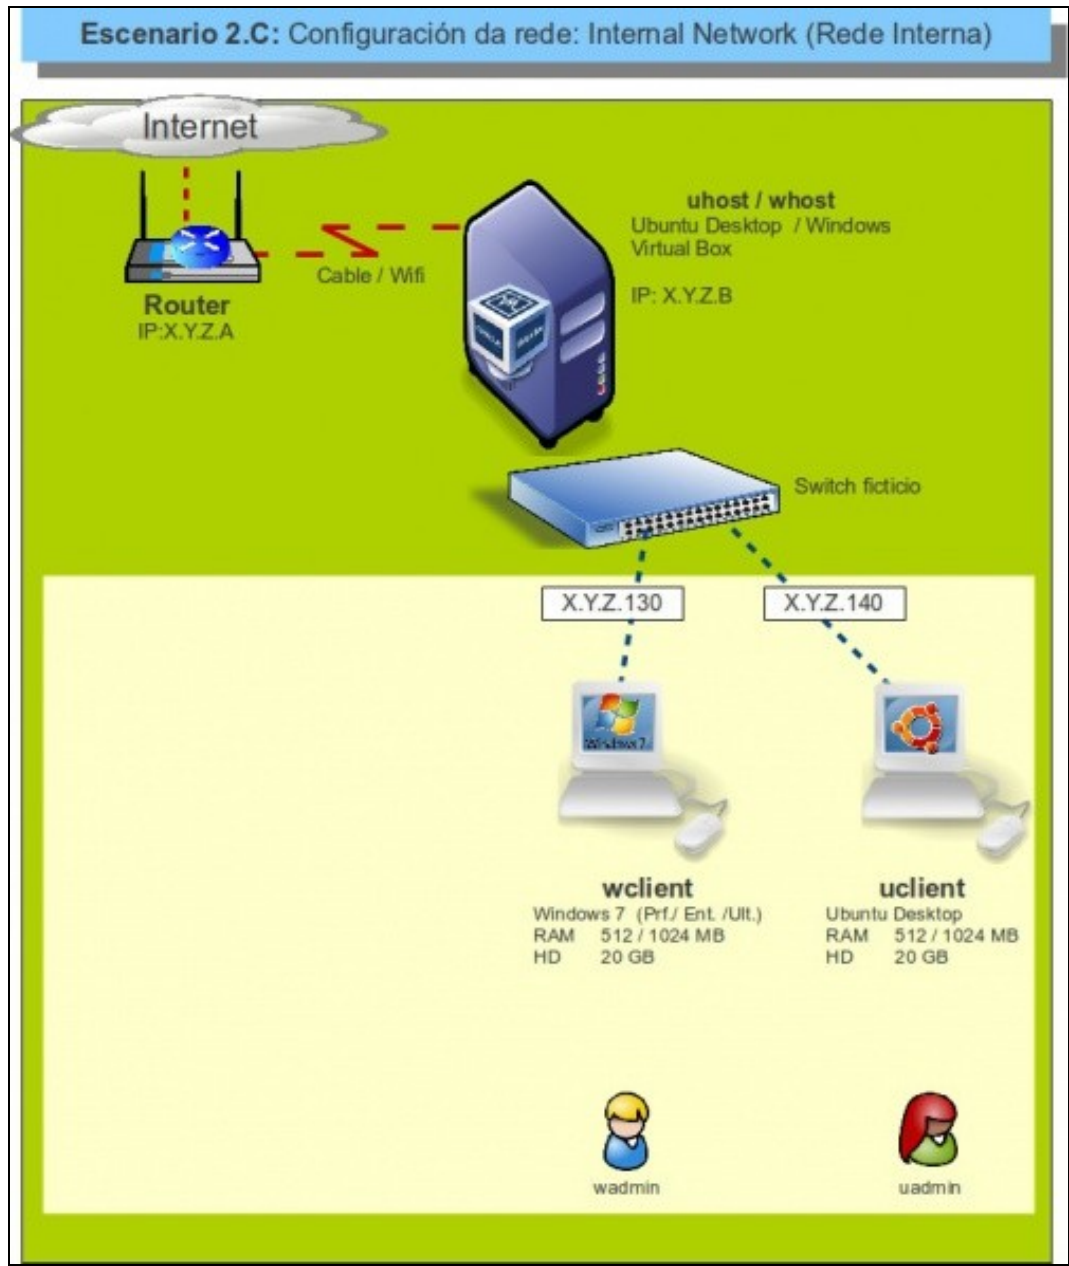 Escenario 2.C: Configuración da rede: Internal Network (Rede Interna)
Internet
uhost / whost
Ubuntu Desktop / Windows
Virtual Box
IP: X.Y.Z.B
Cable / Wifi
Router
IP:X.Y.Z.A
Switch ficticio
X.Y.Z.130
X.Y.Z.140
Windows 7
wclient
Windows 7 (Prf./ Ent. /Ult.)
RAM 512 / 1024 MB
HD 20 GB
uclient
Ubuntu Desktop
RAM 512 / 1024 MB
HD 20 GB
wadmin
uadmin